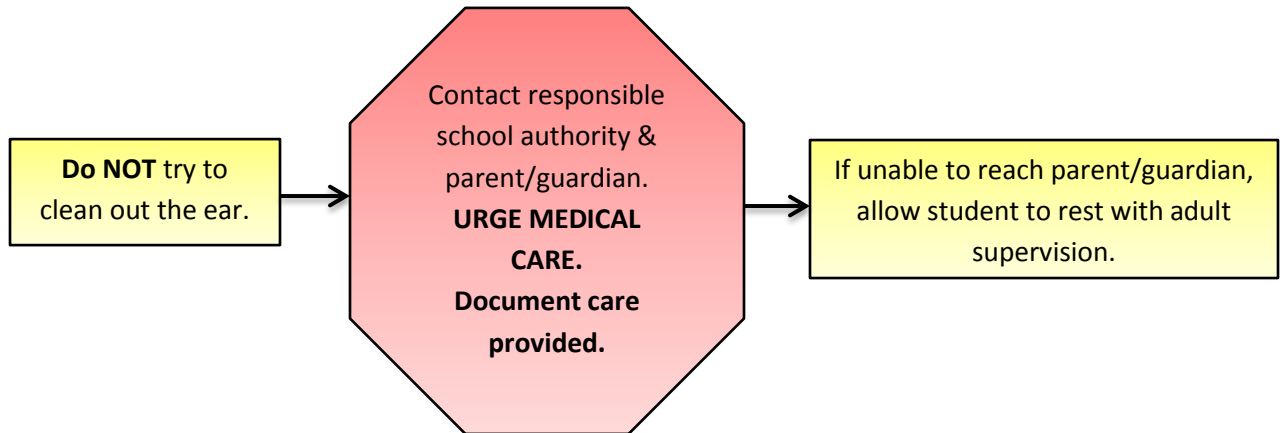 Do NOT try to
clean out the ear.
Contact responsible
school authority &
parent/guardian.
URGE MEDICAL
CARE.
Document care
provided.
If unable to reach parent/guardian,
allow student to rest with adult
supervision.